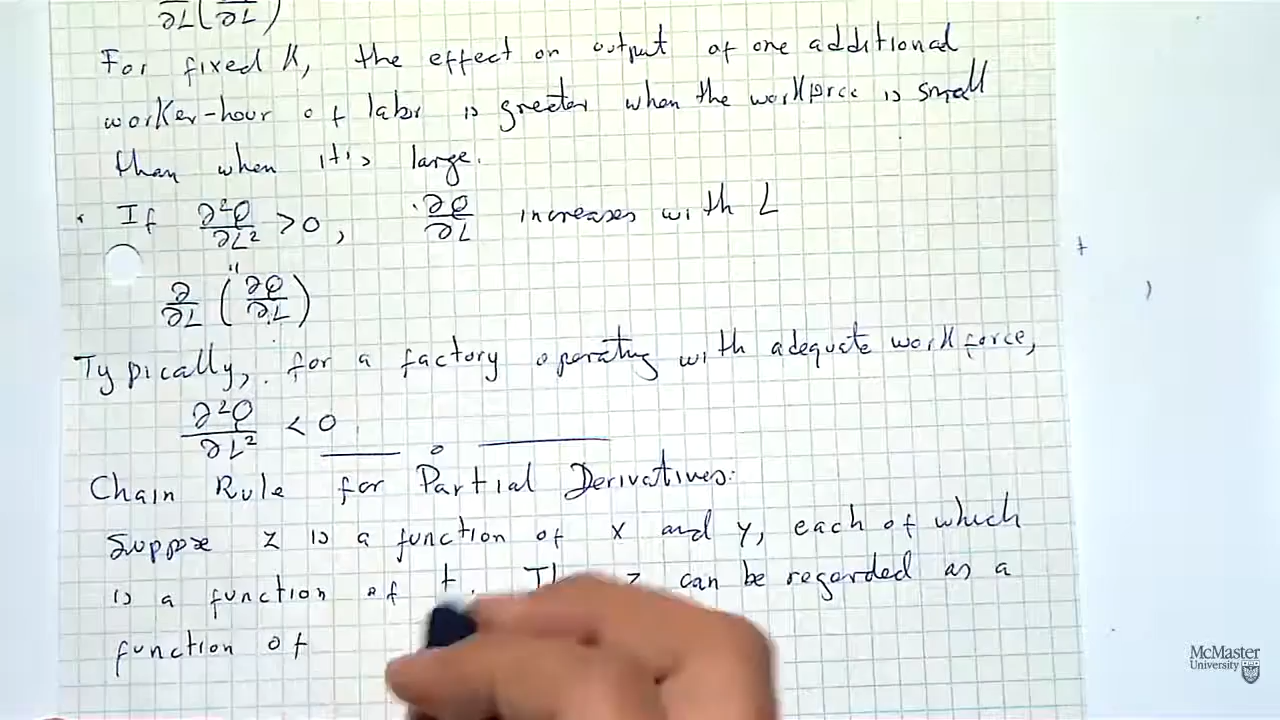 ∂/∂L (∂/∂L)
For fixed K, the effect on output of one additional
worker-hour of labor is greater when the workforce is small
than when it's large.
• If ∂²Q/∂L² > 0, ∂Q/∂L increases with L
"
∂/∂L (∂Q/∂L)
Typically, for a factory operating with adequate workforce,
∂²Q/∂L² < 0
Chain Rule for Partial Derivatives:
Suppose z is a function of x and y, each of which
is a function of t. z can be regarded as a
function of
McMaster
University